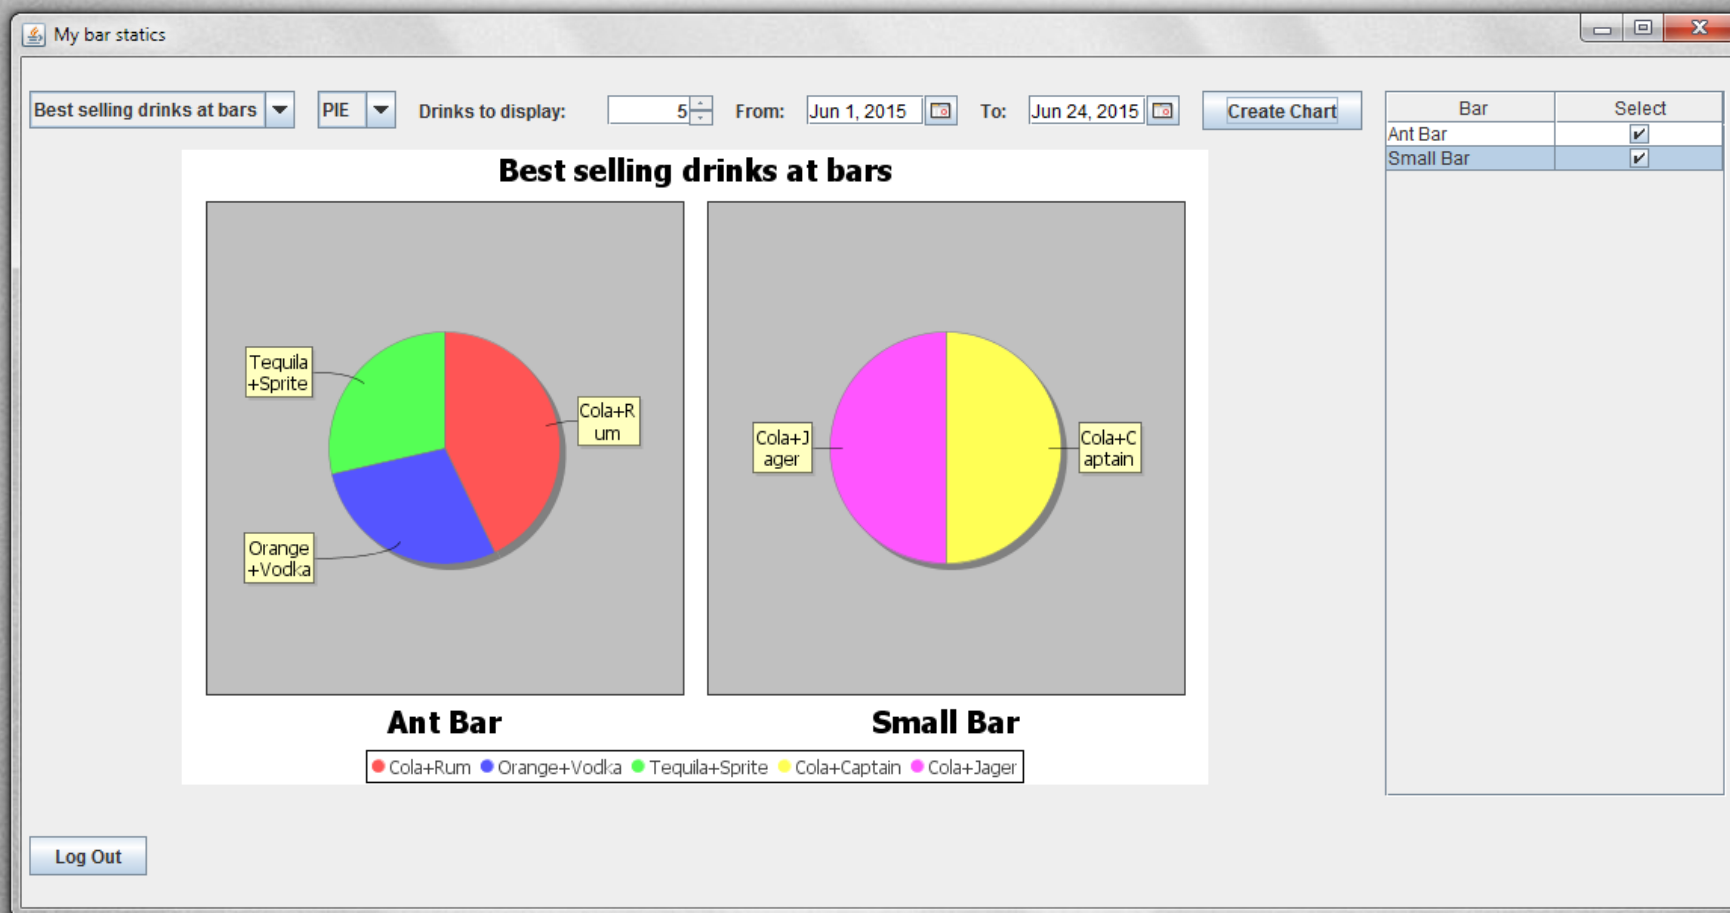 My bar statics
Best selling drinks at bars
PIE
Drinks to display:
5
From:
Jun 1, 2015
To:
Jun 24, 2015
Create Chart
Bar
Select
Ant Bar
Small Bar
Best selling drinks at bars
Tequila
+Sprite
Cola+R
um
Orange
+Vodka
Cola+J
ager
Cola+C
aptain
Ant Bar
Small Bar
Cola+Rum Orange+Vodka Tequila+Sprite Cola+Captain Cola+Jager
Log Out